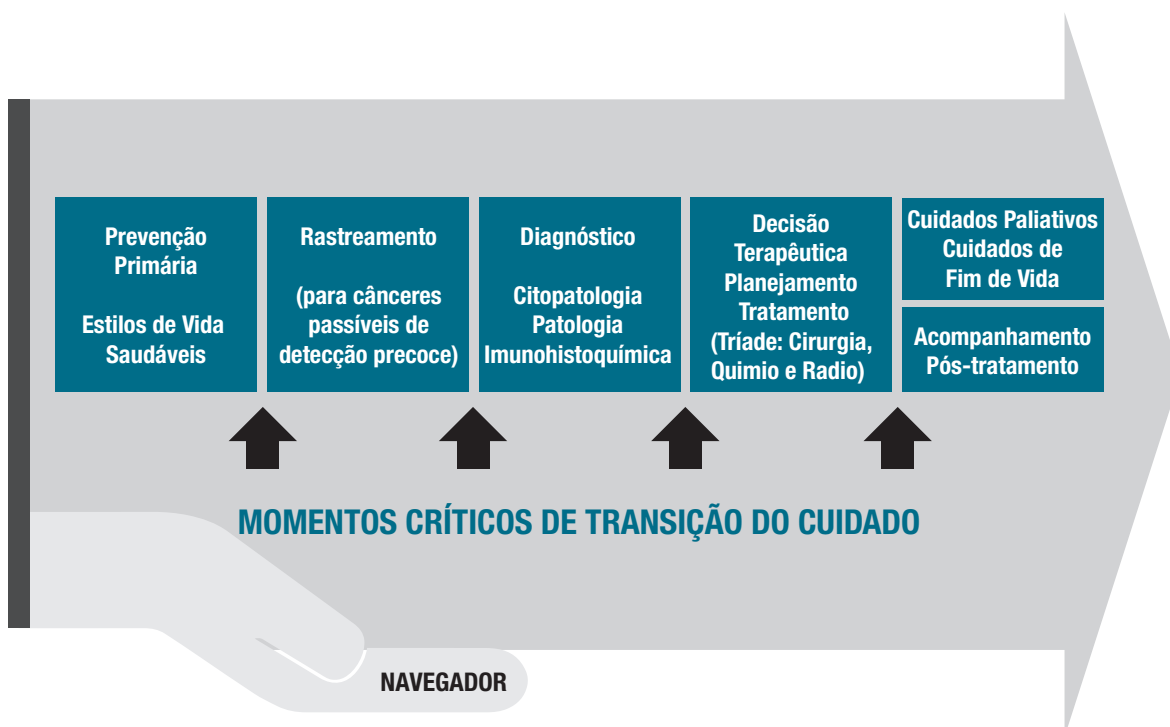 Prevenção
Primária
Estilos de Vida
Saudáveis
Rastreamento
(para cânceres
passíveis de
detecção precoce)
Diagnóstico
Citopatologia
Patologia
Imunohistoquímica
Decisão
Terapêutica
Planejamento
Tratamento
(Tríade: Cirurgia,
Quimio e Radio)
Cuidados Paliativos
Cuidados de
Fim de Vida
Acompanhamento
Pós-tratamento
MOMENTOS CRÍTICOS DE TRANSIÇÃO DO CUIDADO
NAVEGADOR